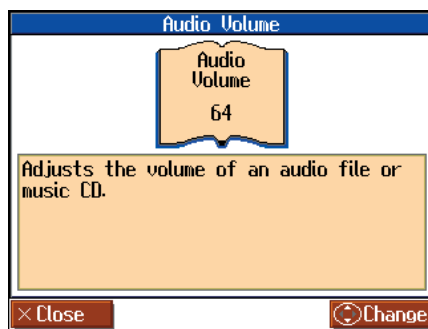 Audio Volume
Audio
Volume
64
Adjusts the volume of an audio file or
music CD.
×Close
Change